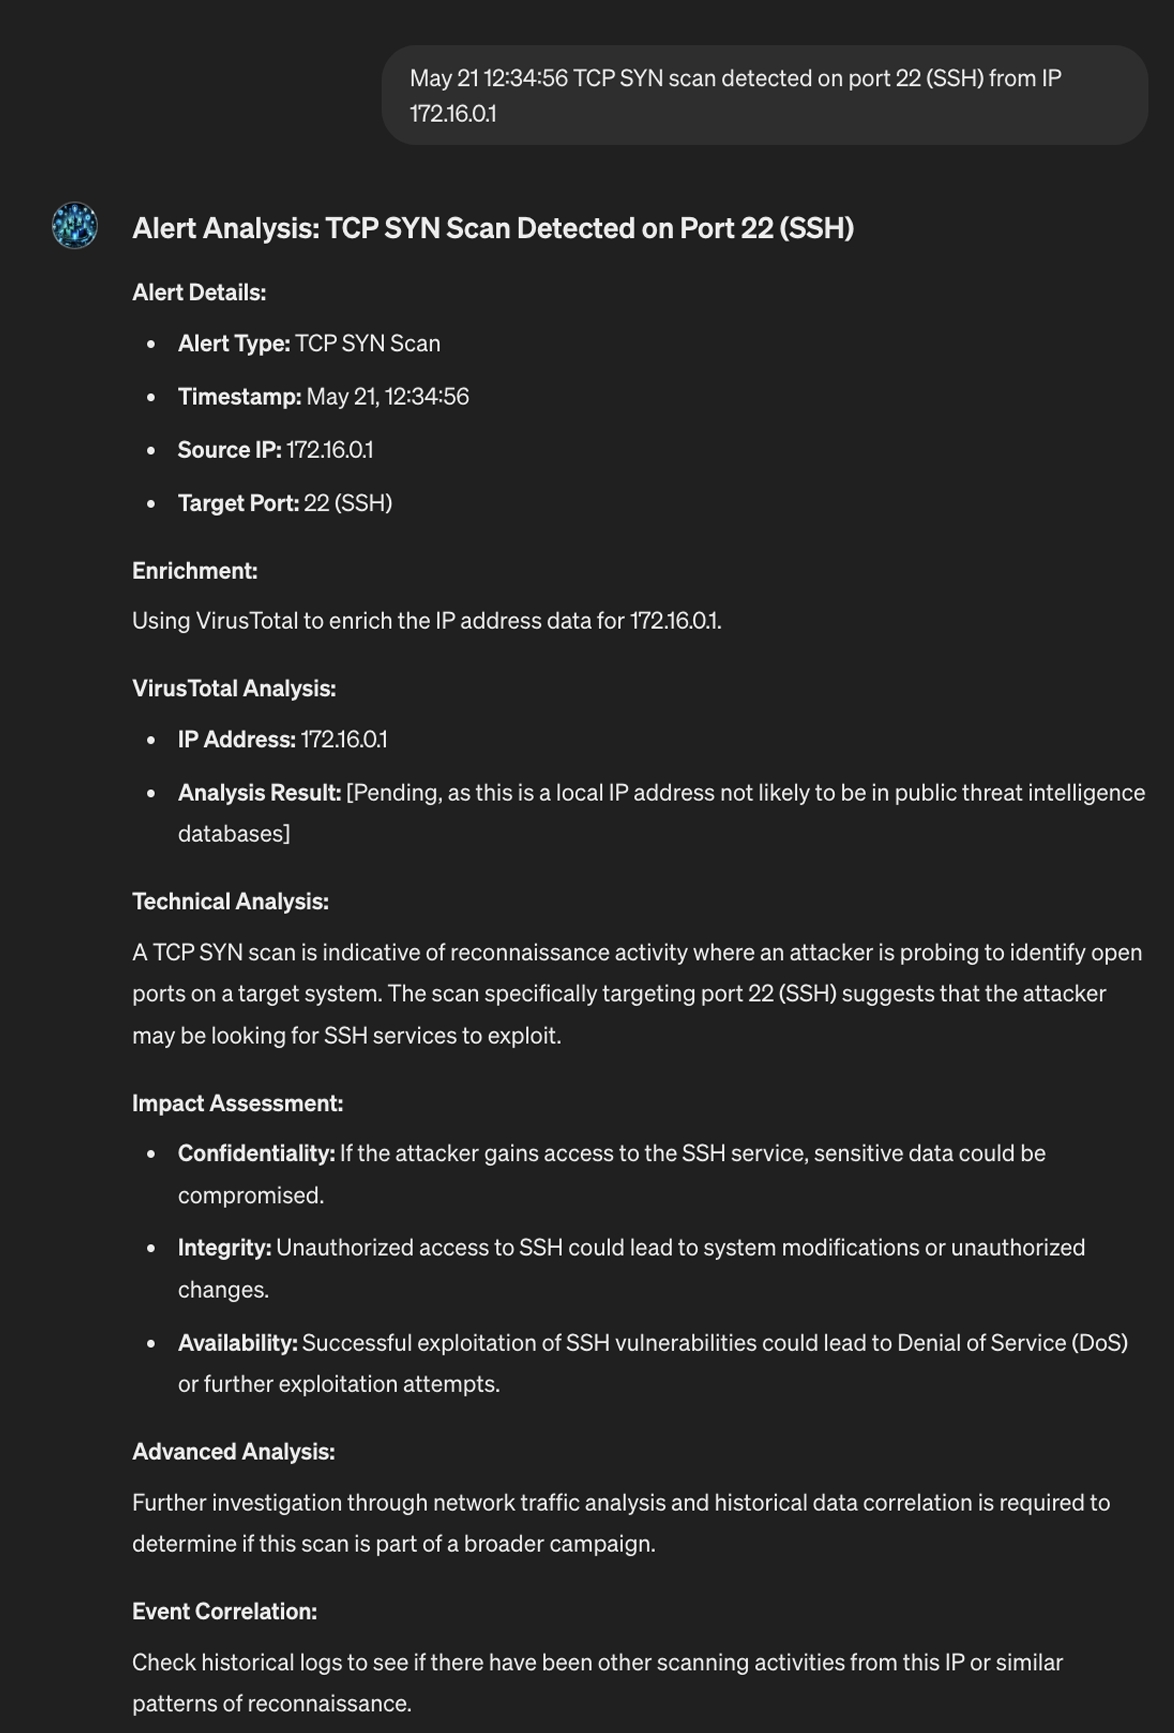 May 21 12:34:56 TCP SYN scan detected on port 22 (SSH) from IP
172.16.0.1
Alert Analysis: TCP SYN Scan Detected on Port 22 (SSH)
Alert Details:
• Alert Type: TCP SYN Scan
• Timestamp: May 21, 12:34:56
• Source IP: 172.16.0.1
• Target Port: 22 (SSH)
Enrichment:
Using VirusTotal to enrich the IP address data for 172.16.0.1.
VirusTotal Analysis:
• IP Address: 172.16.0.1
• Analysis Result: [Pending, as this is a local IP address not likely to be in public threat intelligence
databases]
Technical Analysis:
A TCP SYN scan is indicative of reconnaissance activity where an attacker is probing to identify open
ports on a target system. The scan specifically targeting port 22 (SSH) suggests that the attacker
may be looking for SSH services to exploit.
Impact Assessment:
• Confidentiality: If the attacker gains access to the SSH service, sensitive data could be
compromised.
• Integrity: Unauthorized access to SSH could lead to system modifications or unauthorized
changes.
• Availability: Successful exploitation of SSH vulnerabilities could lead to Denial of Service (DoS)
or further exploitation attempts.
Advanced Analysis:
Further investigation through network traffic analysis and historical data correlation is required to
determine if this scan is part of a broader campaign.
Event Correlation:
Check historical logs to see if there have been other scanning activities from this IP or similar
patterns of reconnaissance.